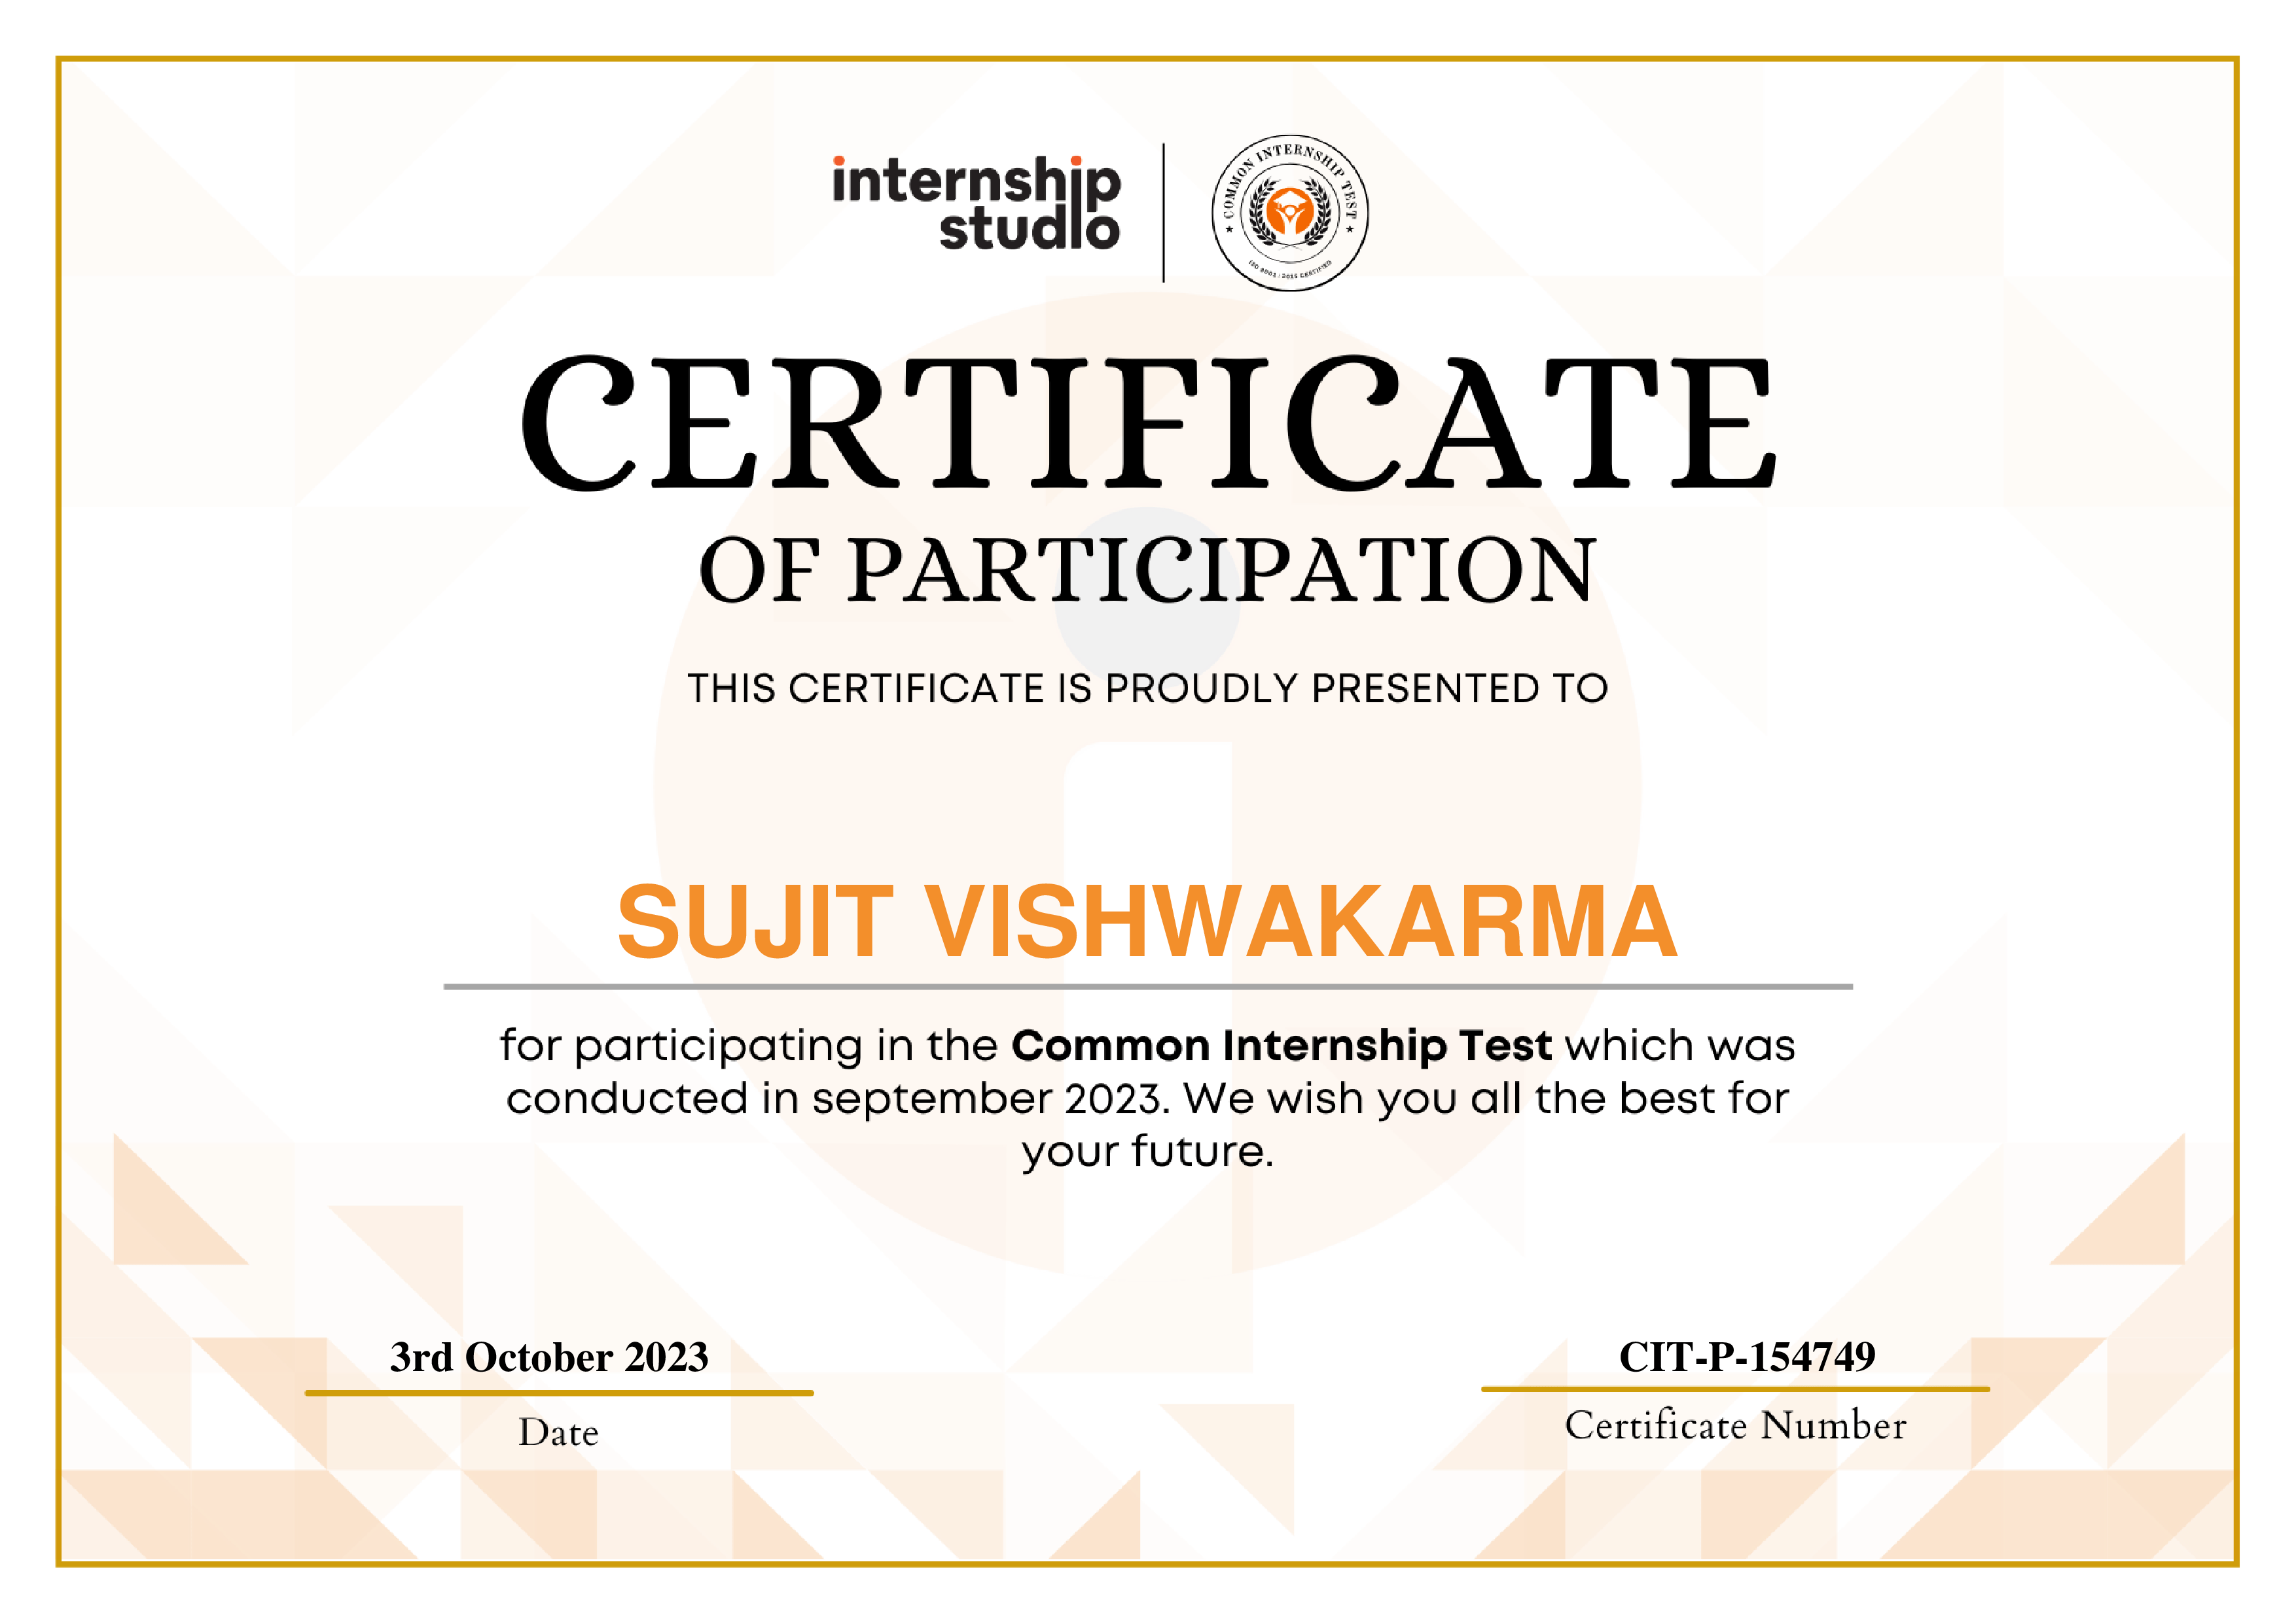 internship
studio
COMMON INTERNSHIP TEST
ISO 9001 : 2015 CERTIFIED
CERTIFICATE
OF PARTICIPATION
THIS CERTIFICATE IS PROUDLY PRESENTED TO
SUJIT VISHWAKARMA
for participating in the Common Internship Test which was
conducted in september 2023. We wish you all the best for
your future.
3rd October 2023
Date
CIT-P-154749
Certificate Number